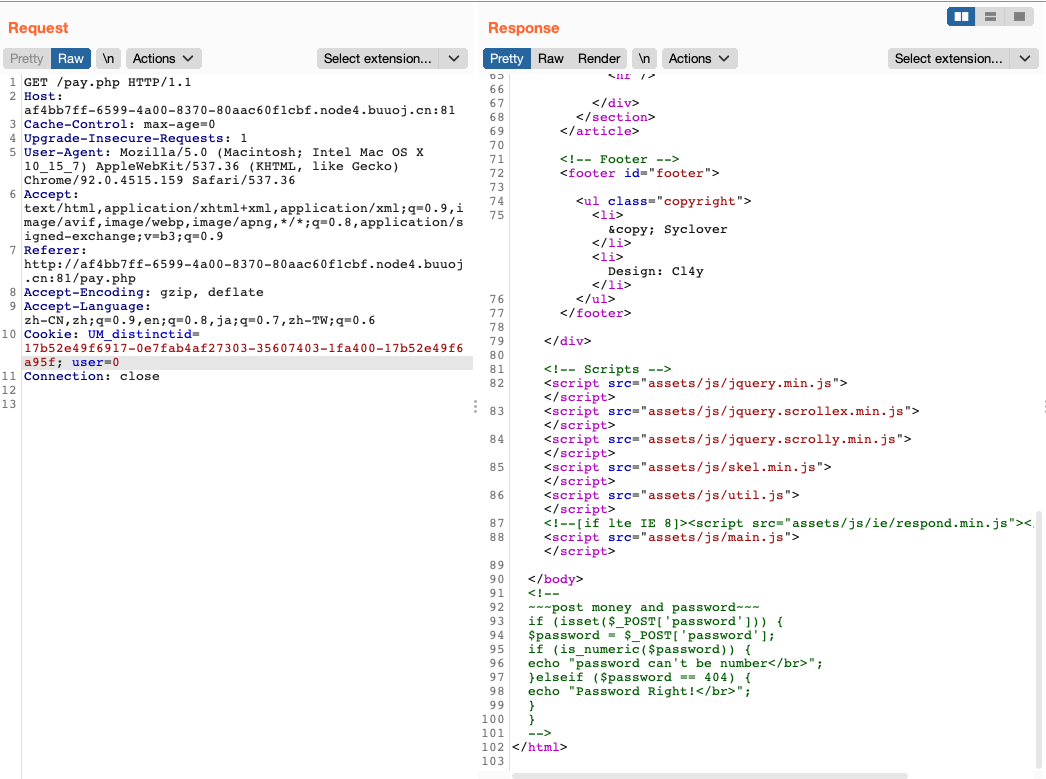 Request
Pretty Raw \n Actions Select extension...
1 GET /pay.php HTTP/1.1
2 Host:
af4bb7ff-6599-4a00-8370-80aac60f1cbf.node4.buuoj.cn:81
3 Cache-Control: max-age=0
4 Upgrade-Insecure-Requests: 1
5 User-Agent: Mozilla/5.0 (Macintosh; Intel Mac OS X
10_15_7) AppleWebKit/537.36 (KHTML, like Gecko)
Chrome/92.0.4515.159 Safari/537.36
6 Accept:
text/html,application/xhtml+xml,application/xml;q=0.9,i
mage/avif,image/webp,image/apng,*/*;q=0.8,application/s
igned-exchange;v=b3;q=0.9
7 Referer:
http://af4bb7ff-6599-4a00-8370-80aac60f1cbf.node4.buuoj
.cn:81/pay.php
8 Accept-Encoding: gzip, deflate
9 Accept-Language:
zh-CN,zh;q=0.9,en;q=0.8,ja;q=0.7,zh-TW;q=0.6
10 Cookie: UM_distinctid=
17b52e49f6917-0e7fab4af27303-35607403-1fa400-17b52e49f6
a95f; user=0
11 Connection: close
12
13
Response
Pretty Raw Render \n Actions Select extension...
65 <hr />
66
67 </div>
68 </section>
69 </article>
70
71 <!-- Footer -->
72 <footer id="footer">
73
74 <ul class="copyright">
75 <li>
&copy; Syclover
</li>
<li>
Design: Cl4y
</li>
76 </ul>
77 </footer>
78
79 </div>
80
81 <!-- Scripts -->
82 <script src="assets/js/jquery.min.js">
</script>
83 <script src="assets/js/jquery.scrollex.min.js">
</script>
84 <script src="assets/js/jquery.scrolly.min.js">
</script>
85 <script src="assets/js/skel.min.js">
</script>
86 <script src="assets/js/util.js">
</script>
87 <!--[if lte IE 8]><script src="assets/js/ie/respond.min.js"><
88 <script src="assets/js/main.js">
</script>
89
90 </body>
91 <!--
92 ~~~post money and password~~~
93 if (isset($_POST['password'])) {
94 $password = $_POST['password'];
95 if (is_numeric($password)) {
96 echo "password can't be number</br>";
97 }elseif ($password == 404) {
98 echo "Password Right!</br>";
99 }
100 }
101 -->
102 </html>
103